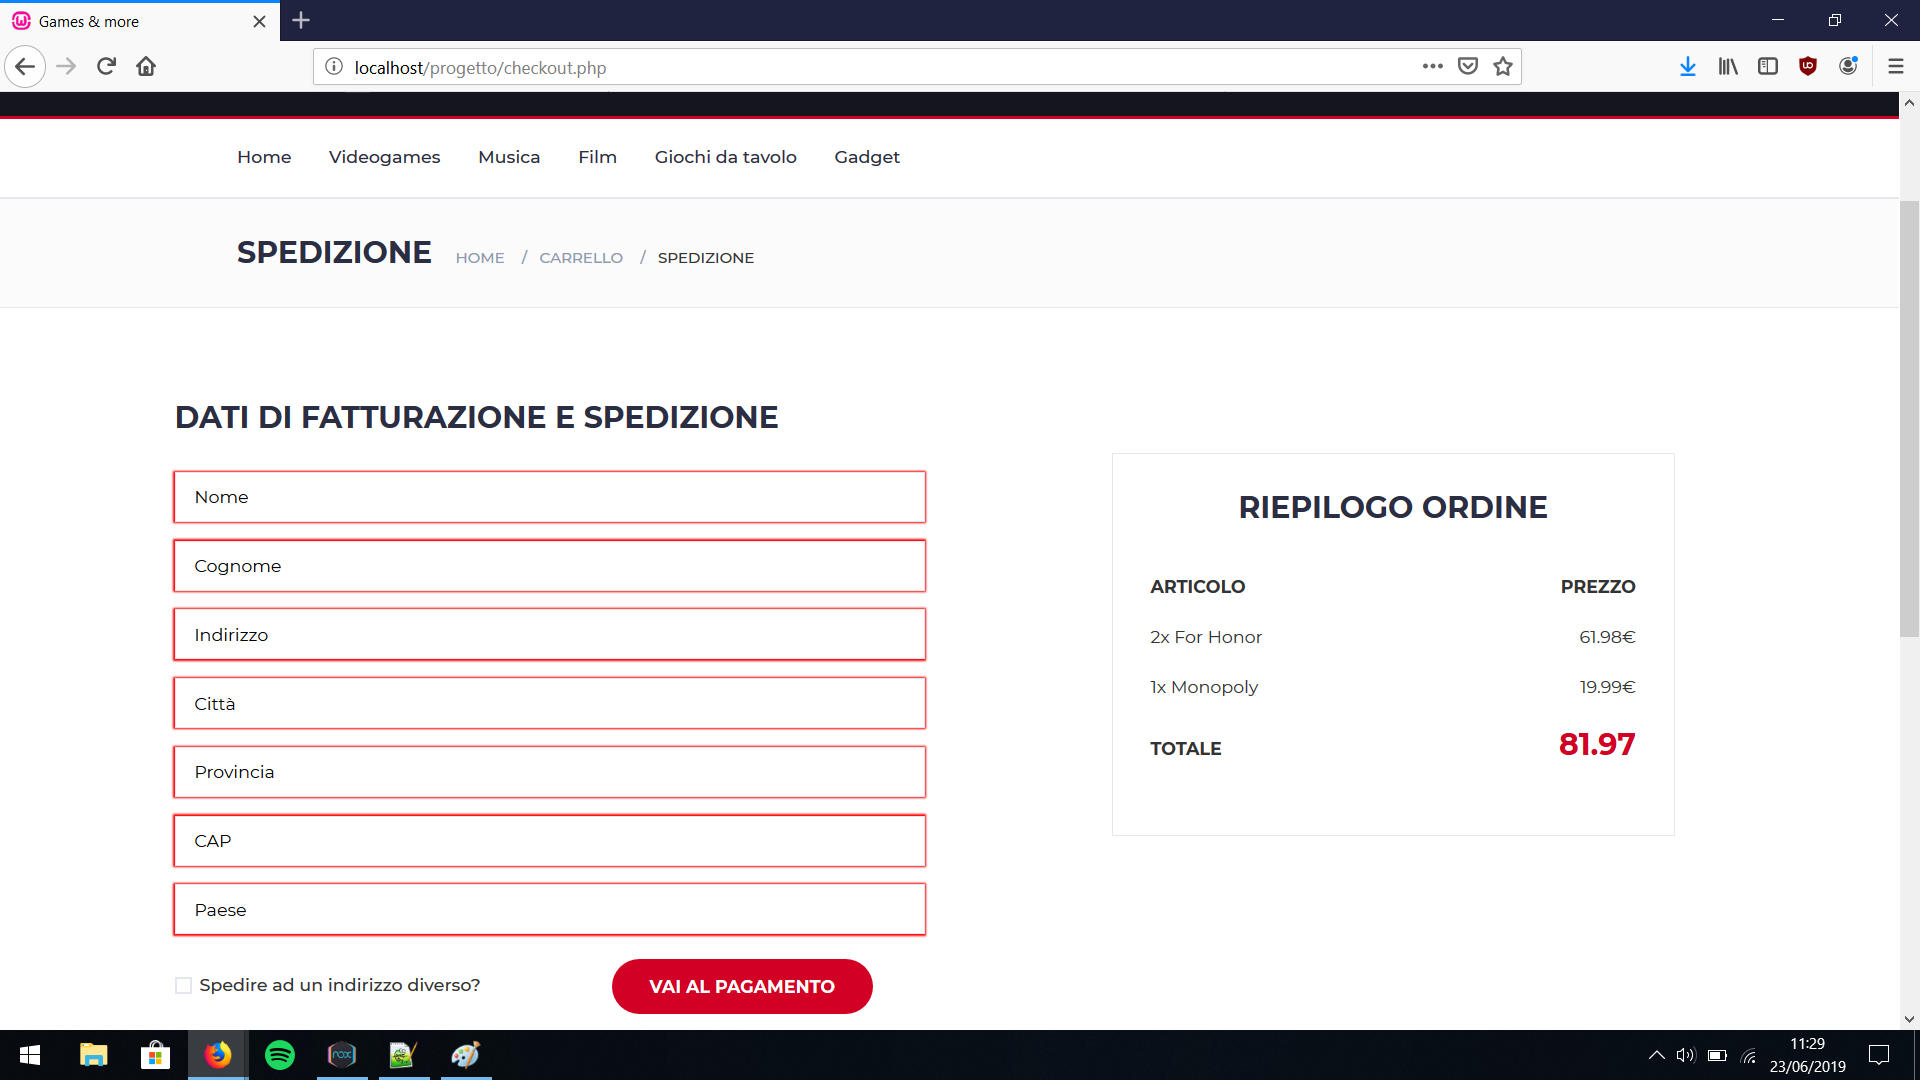 Games & more
localhost/progetto/checkout.php
Home Videogames Musica Film Giochi da tavolo Gadget
SPEDIZIONE HOME / CARRELLO / SPEDIZIONE
DATI DI FATTURAZIONE E SPEDIZIONE
Nome
Cognome
Indirizzo
Città
Provincia
CAP
Paese
Spedire ad un indirizzo diverso?
VAI AL PAGAMENTO
RIEPILOGO ORDINE
ARTICOLO PREZZO
2x For Honor 61.98€
1x Monopoly 19.99€
TOTALE 81.97
nox
11:29
23/06/2019